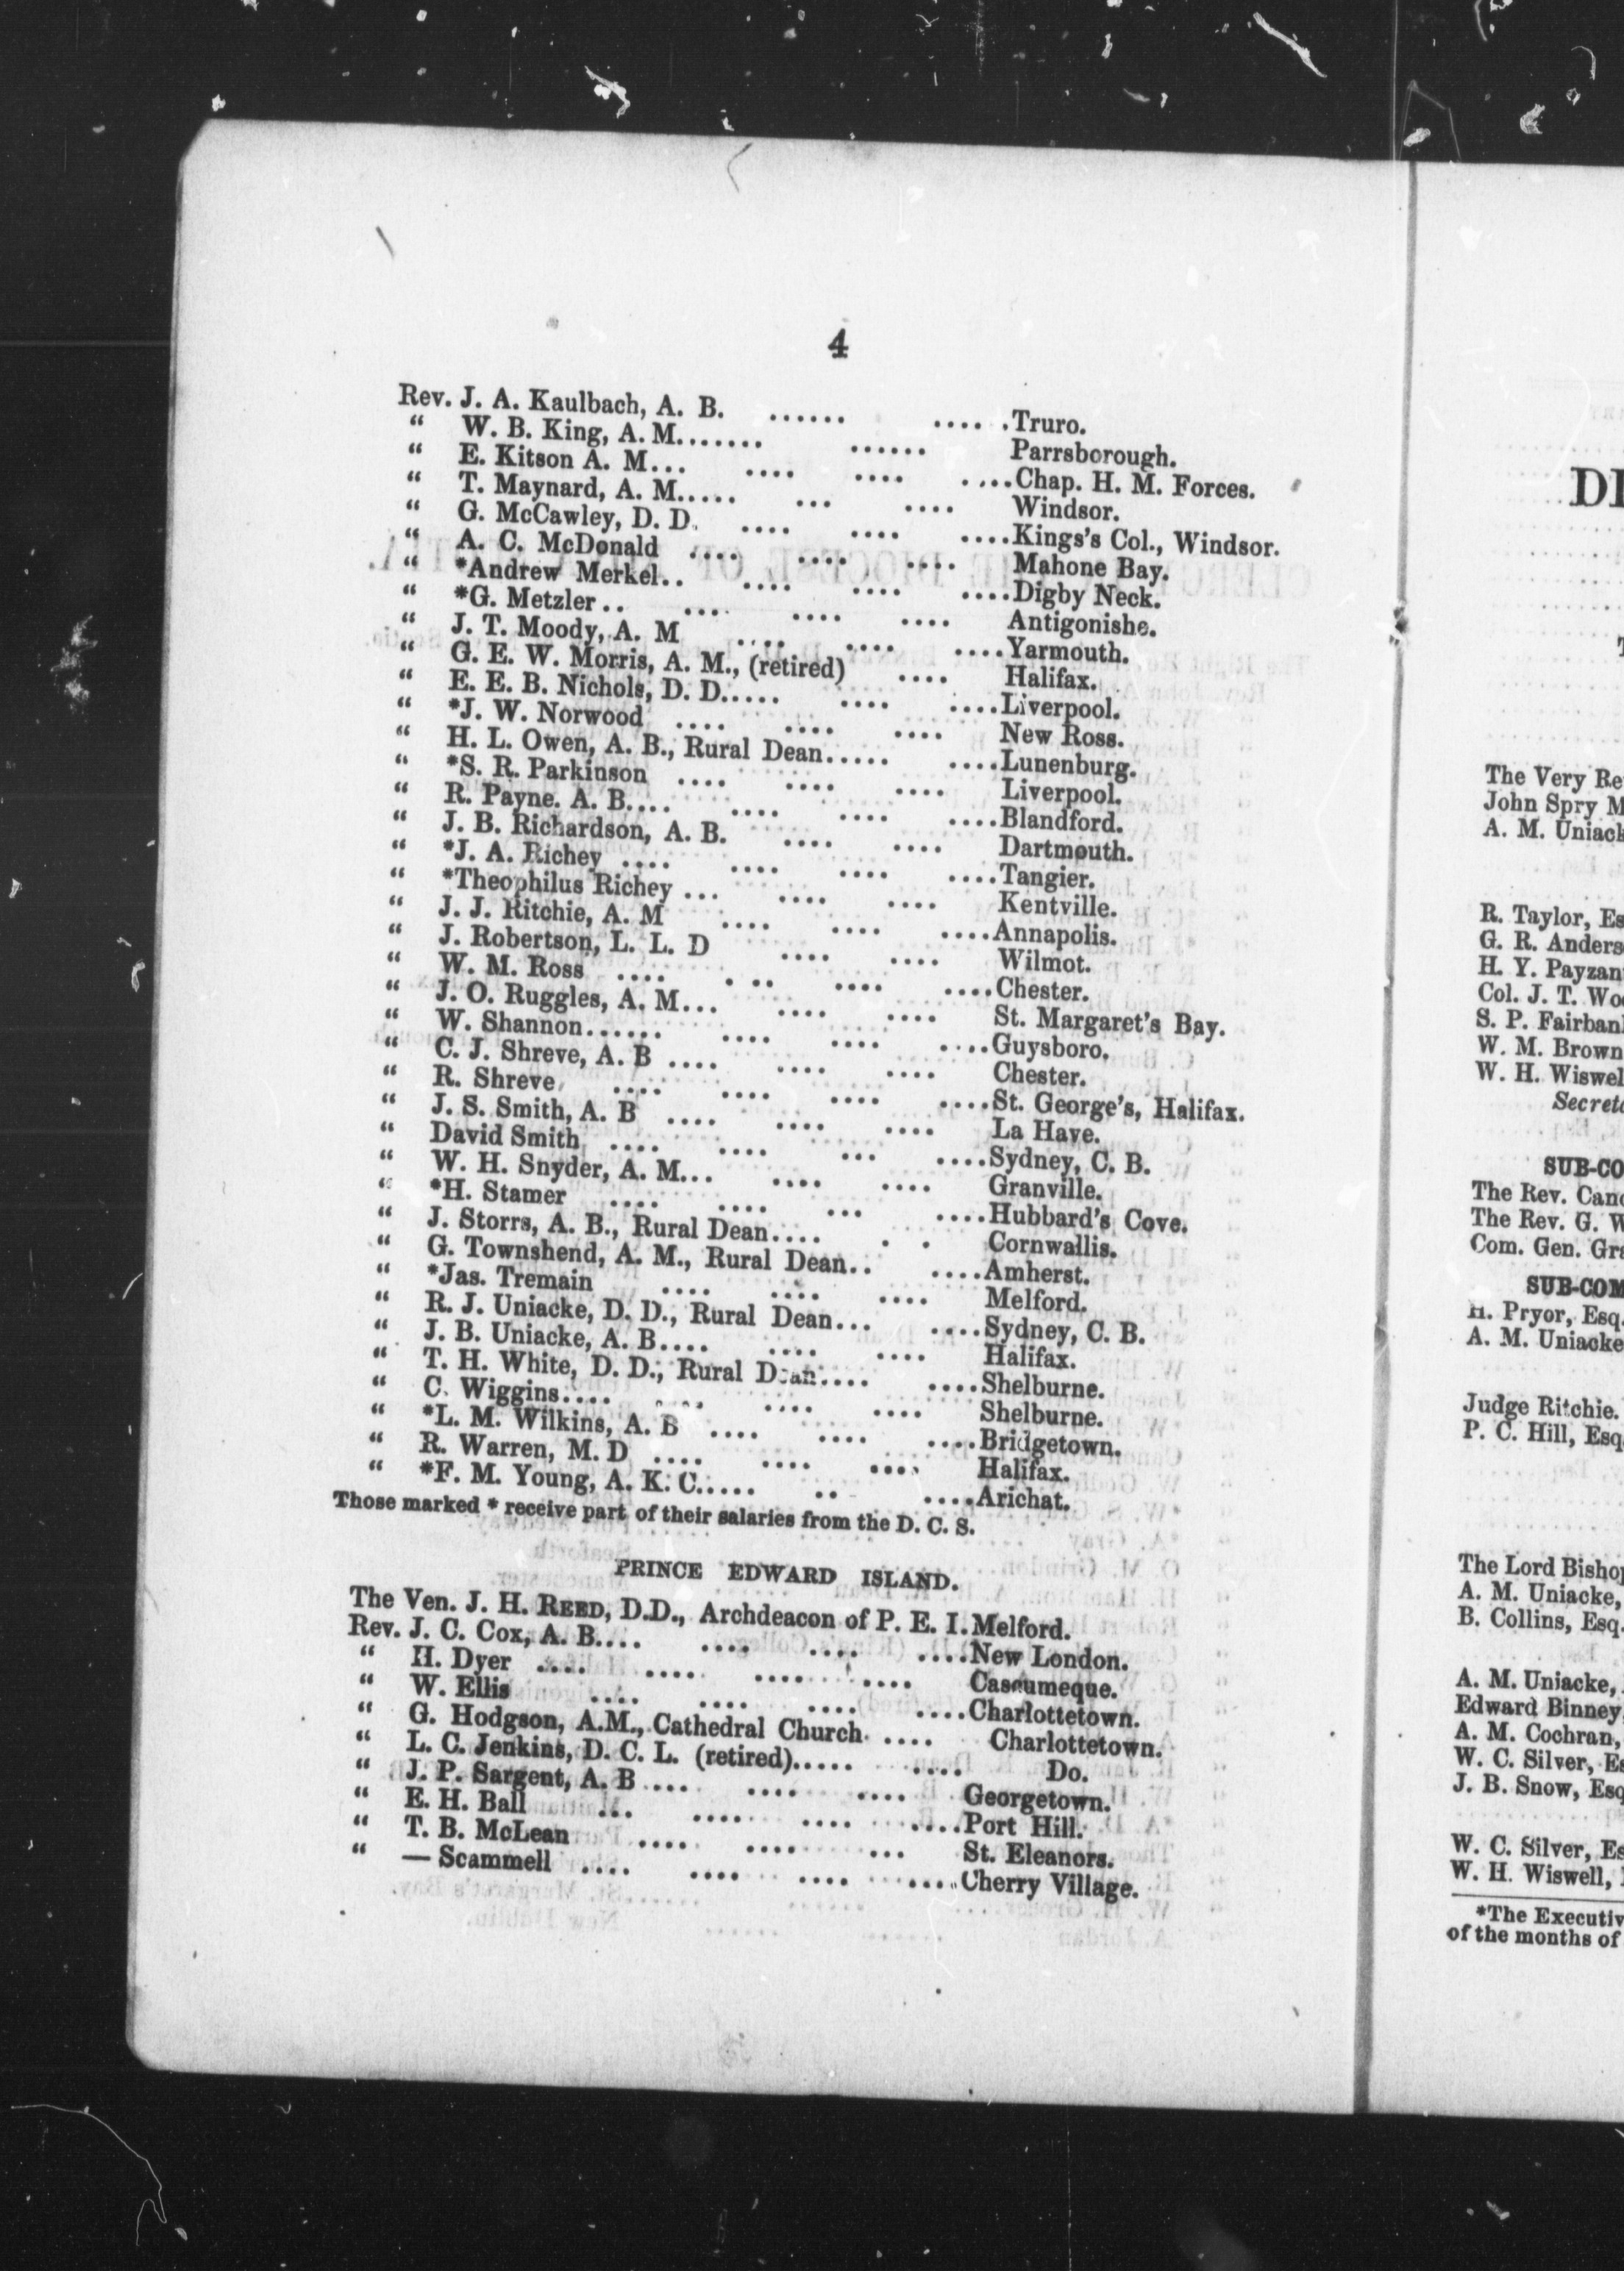 4
Rev. J. A. Kaulbach, A. B. ...... .... .Truro.
“ W. B. King, A. M....... ...... Parrsborough.
“ E. Kitson A. M... .... .... ....Chap. H. M. Forces.
“ T. Maynard, A. M..... ... .... Windsor.
“ G. McCawley, D. D. .... .... ....Kings's Col., Windsor.
“ A. C. McDonald .... .... .... Mahone Bay.
“ *Andrew Merkel.. .... .... ....Digby Neck.
“ *G. Metzler.. .... .... .... Antigonishe.
“ J. T. Moody, A. M .... .... ....Yarmouth.
“ G. E. W. Morris, A. M., (retired) .... Halifax.
“ E. E. B. Nichols, D. D..... .... ....Liverpool.
“ *J. W. Norwood .... .... .... New Ross.
“ H. L. Owen, A. B., Rural Dean..... ....Lunenburg.
“ *S. R. Parkinson .... .... .... Liverpool.
“ R. Payne. A. B.... .... .... ....Blandford.
“ J. B. Richardson, A. B. .... .... Dartmouth.
“ *J. A. Richey .... .... .... ....Tangier.
“ *Theophilus Richey ... .... .... Kentville.
“ J. J. Ritchie, A. M .... .... ....Annapolis.
“ J. Robertson, L. L. D .... .... Wilmot.
“ W. M. Ross .... . .. .... ....Chester.
“ J. O. Ruggles, A. M... .... .... St. Margaret's Bay.
“ W. Shannon...... .... .... ....Guysboro.
“ C. J. Shreve, A. B .... .... .... Chester.
“ R. Shreve .... .... .... ....St. George's, Halifax.
“ J. S. Smith, A. B .... .... .... La Have.
“ David Smith .... .... ... ....Sydney, C. B.
“ W. H. Snyder, A. M... .... .... Granville.
“ *H. Stamer .... .... ... ....Hubbard's Cove.
“ J. Storrs, A. B., Rural Dean.... . . Cornwallis.
“ G. Townshend, A. M., Rural Dean.. ....Amherst.
“ *Jas. Tremain .... .... .... Melford.
“ R. J. Uniacke, D. D., Rural Dean... ....Sydney, C. B.
“ J. B. Uniacke, A. B.... .... .... Halifax.
“ T. H. White, D. D., Rural Dean.... ....Shelburne.
“ C. Wiggins.... .... .... .... Shelburne.
“ *L. M. Wilkins, A. B .... .... ....Bridgetown.
“ R. Warren, M. D .... .... .... Halifax.
“ *F. M. Young, A. K. C..... .. ....Arichat.
Those marked * receive part of their salaries from the D. C. S.
PRINCE EDWARD ISLAND.
The Ven. J. H. REED, D.D., Archdeacon of P. E. I. Melford.
Rev. J. C. Cox, A. B.... .... .... ....New London.
“ H. Dyer .... .... .... .... Cascumeque.
“ W. Ellis .... .... .... ....Charlottetown.
“ G. Hodgson, A.M., Cathedral Church .... Charlottetown.
“ L. C. Jenkins, D. C. L. (retired)..... .... Do.
“ J. P. Sargent, A. B .... .... .... Georgetown.
“ E. H. Ball ... .... .... ....Port Hill.
“ T. B. McLean .... .... ... St. Eleanors.
“ — Scammell .... .... .... ....Cherry Village.
The Very Re
John Spry M
A. M. Uniack
R. Taylor, Es
G. R. Anders
H. Y. Payzan
Col. J. T. Wo
S. P. Fairban
W. M. Brown
W. H. Wiswel
Secreta
SUB-CO
The Rev. Cano
The Rev. G. W
Com. Gen. Gra
SUB-COM
H. Pryor, Esq.
A. M. Uniacke
Judge Ritchie.
P. C. Hill, Esq
The Lord Bishop
A. M. Uniacke,
B. Collins, Esq.
A. M. Uniacke,
Edward Binney
A. M. Cochran,
W. C. Silver, Es
J. B. Snow, Esq
W. C. Silver, Es
W. H. Wiswell,
*The Executiv
of the months of